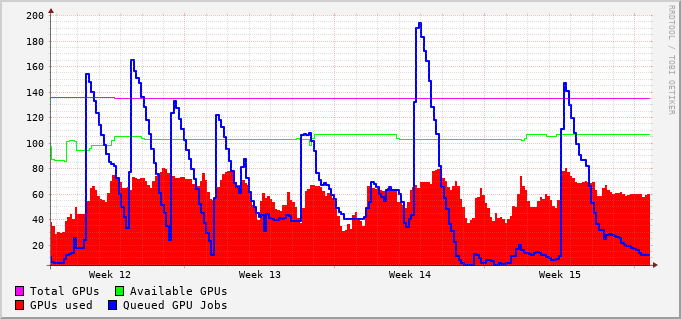 200
180
160
140
120
100
80
60
40
20
Week 12 Week 13 Week 14 Week 15
Total GPUs Available GPUs
GPUs used Queued GPU Jobs
RRDTOOL / TOBI OETIKER